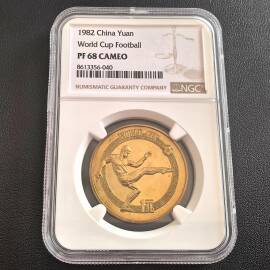 1982 China Yuan
World Cup Football
PF 68 CAMEO
8613356-040
NUMISMATIC GUARANTY COMPANY
NGC